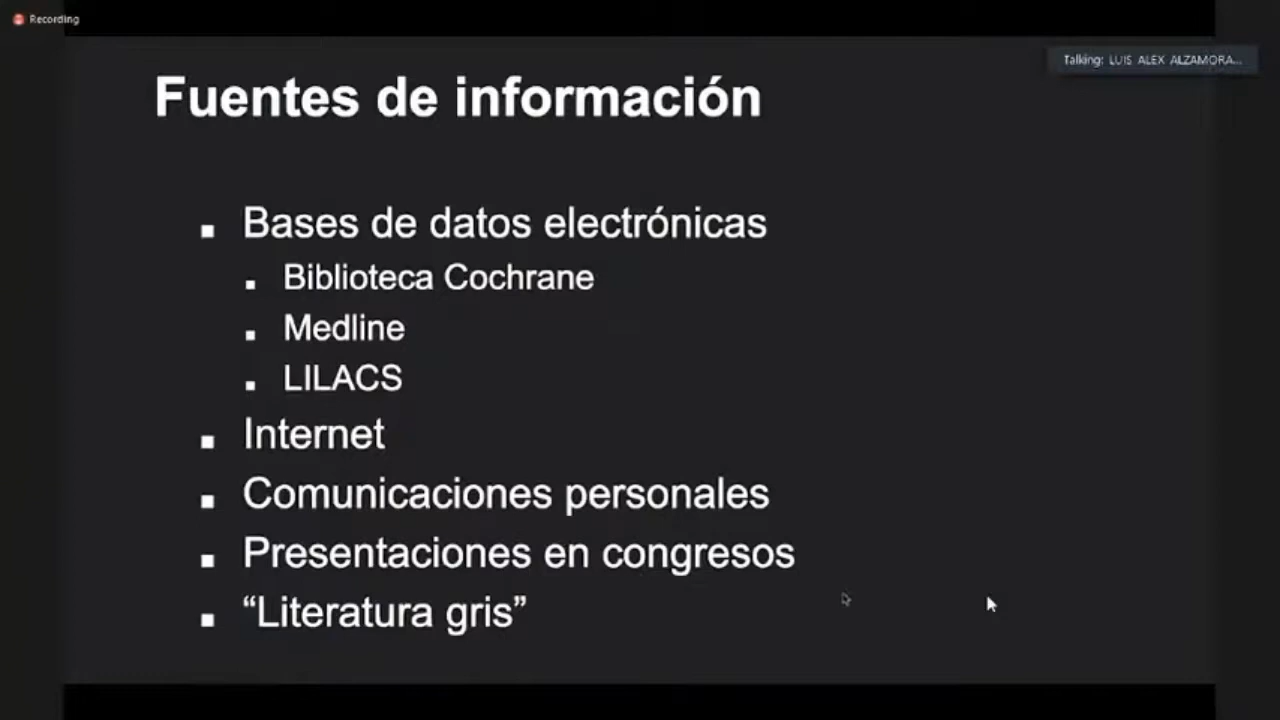 Recording
Talking: LUIS ALEX ALZAMORA...
Fuentes de información
Bases de datos electrónicas
Biblioteca Cochrane
Medline
LILACS
Internet
Comunicaciones personales
Presentaciones en congresos
“Literatura gris”